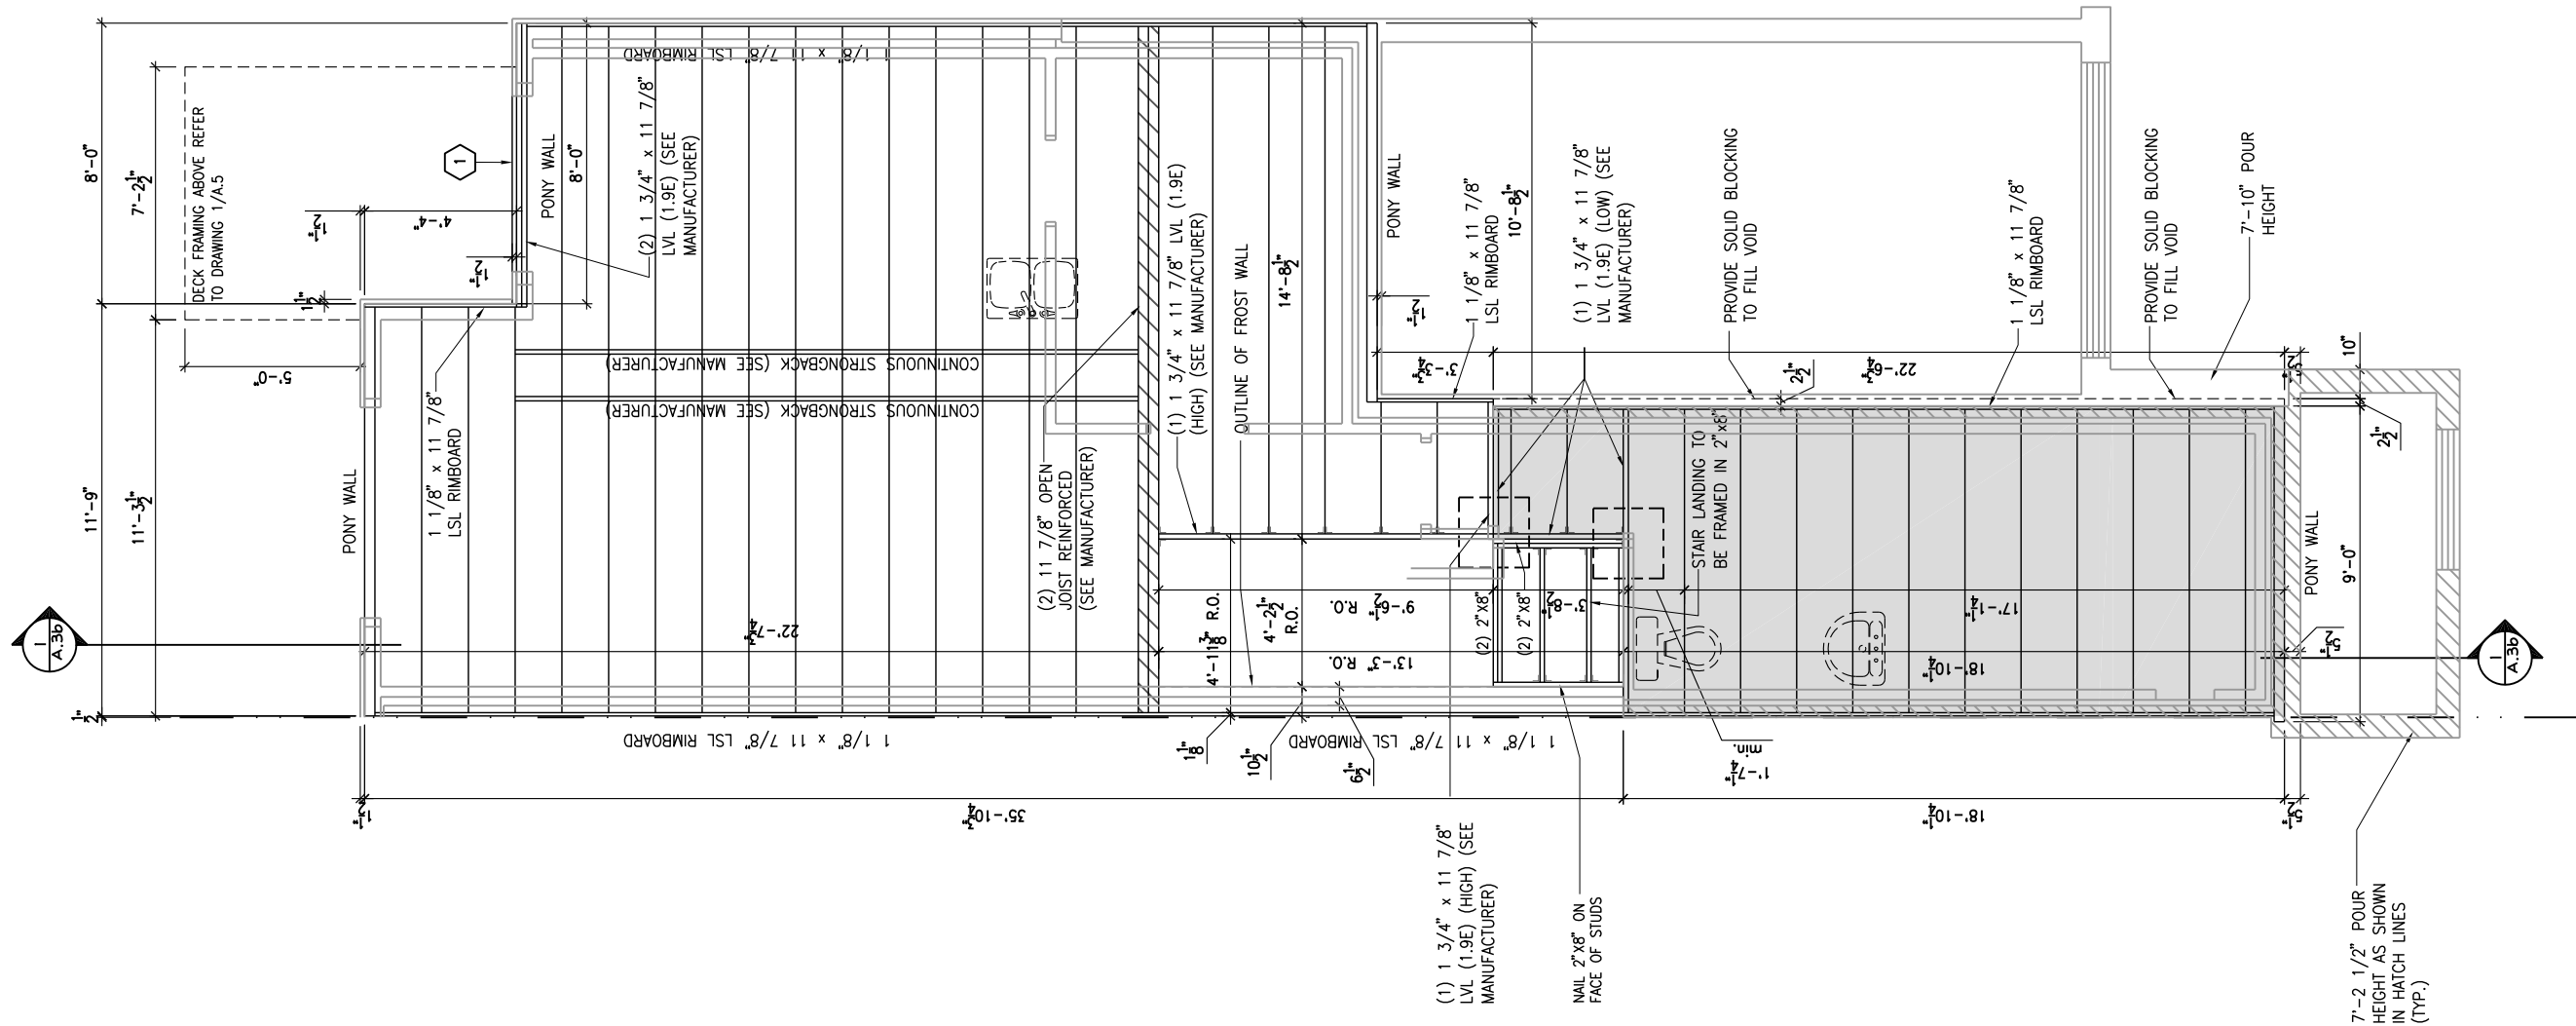 8'-0"
7'-2 1/2"
DECK FRAMING ABOVE REFER
TO DRAWING 1/A.5
1 1/2"
4'-4"
1 1/2"
1 1/2"
5'-0"
11'-9"
11'-3 1/2"
1/2"
1
A.3b
PONY WALL
1 1/8" x 11 7/8"
LSL RIMBOARD
1
PONY WALL
8'-0"
(2) 1 3/4" x 11 7/8"
LVL (1.9E) (SEE
MANUFACTURER)
1 1/8" x 11 7/8" LSL RIMBOARD
CONTINUOUS STRONGBACK (SEE MANUFACTURER)
CONTINUOUS STRONGBACK (SEE MANUFACTURER)
22'-7 3/4"
1 1/8" x 11 7/8" LSL RIMBOARD
(2) 11 7/8" OPEN
JOIST REINFORCED
(SEE MANUFACTURER)
(1) 1 3/4" x 11 7/8" LVL (1.9E)
(HIGH) (SEE MANUFACTURER)
OUTLINE OF FROST WALL
14'-8 1/2"
4'-11 3/8" R.O.
4'-2 1/2"
R.O.
9'-6 1/2" R.O.
13'-3" R.O.
1 1/8"
10 1/2"
6 1/2"
1 1/8" x 11 7/8" LSL RIMBOARD
PONY WALL
1 1/2"
10'-8 1/2"
1 1/8" x 11 7/8"
LSL RIMBOARD
3'-3 3/4"
(1) 1 3/4" x 11 7/8"
LVL (1.9E) (LOW) (SEE
MANUFACTURER)
PROVIDE SOLID BLOCKING
TO FILL VOID
2 1/2"
22'-6 3/4"
1 1/8" x 11 7/8"
LSL RIMBOARD
PROVIDE SOLID BLOCKING
TO FILL VOID
7'-10" POUR
HEIGHT
5 1/2"
10"
2 1/2"
9'-0"
PONY WALL
STAIR LANDING TO
BE FRAMED IN 2"x8"
(2) 2"x8"
(2) 2"x8"
3'-8 1/2"
17'-1 1/4"
18'-10 1/4"
5 1/2"
1
A.3b
1'-7 1/4"
min.
1 1/2"
35'-10 3/4"
18'-10 1/4"
5 1/2"
(1) 1 3/4" x 11 7/8"
LVL (1.9E) (HIGH) (SEE
MANUFACTURER)
NAIL 2"x8" ON
FACE OF STUDS
7'-2 1/2" POUR
HEIGHT AS SHOWN
IN HATCH LINES
(TYP.)